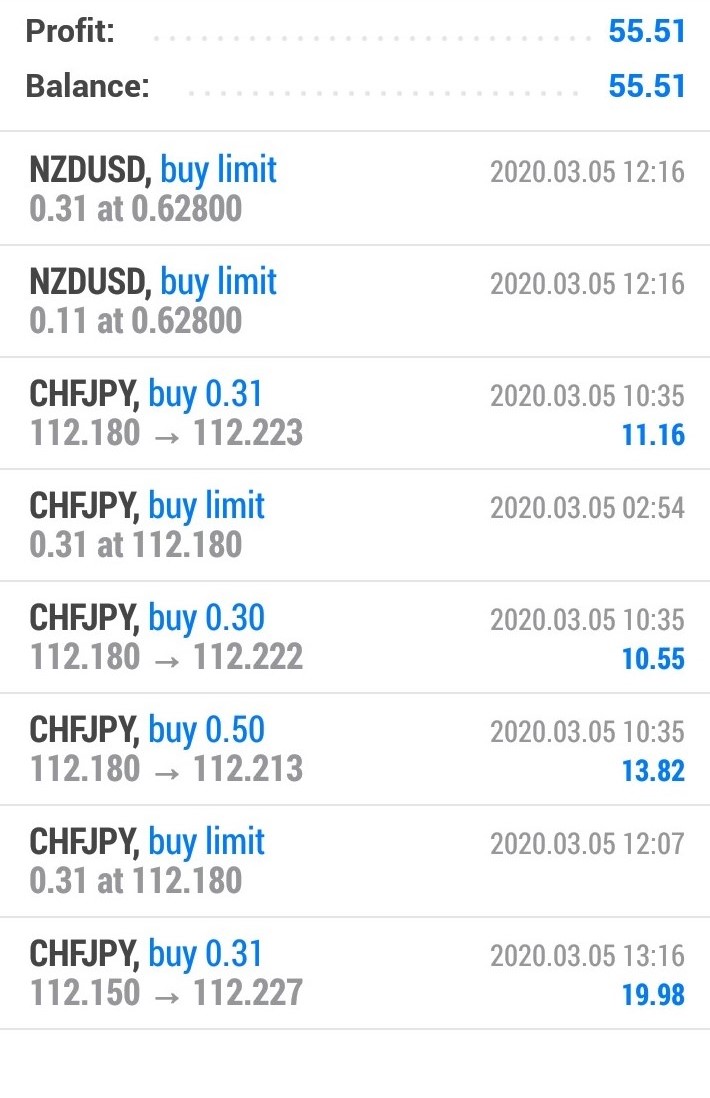 Profit: 55.51
Balance: 55.51
NZDUSD, buy limit 2020.03.05 12:16
0.31 at 0.62800
NZDUSD, buy limit 2020.03.05 12:16
0.11 at 0.62800
CHFJPY, buy 0.31 2020.03.05 10:35
112.180 → 112.223 11.16
CHFJPY, buy limit 2020.03.05 02:54
0.31 at 112.180
CHFJPY, buy 0.30 2020.03.05 10:35
112.180 → 112.222 10.55
CHFJPY, buy 0.50 2020.03.05 10:35
112.180 → 112.213 13.82
CHFJPY, buy limit 2020.03.05 12:07
0.31 at 112.180
CHFJPY, buy 0.31 2020.03.05 13:16
112.150 → 112.227 19.98